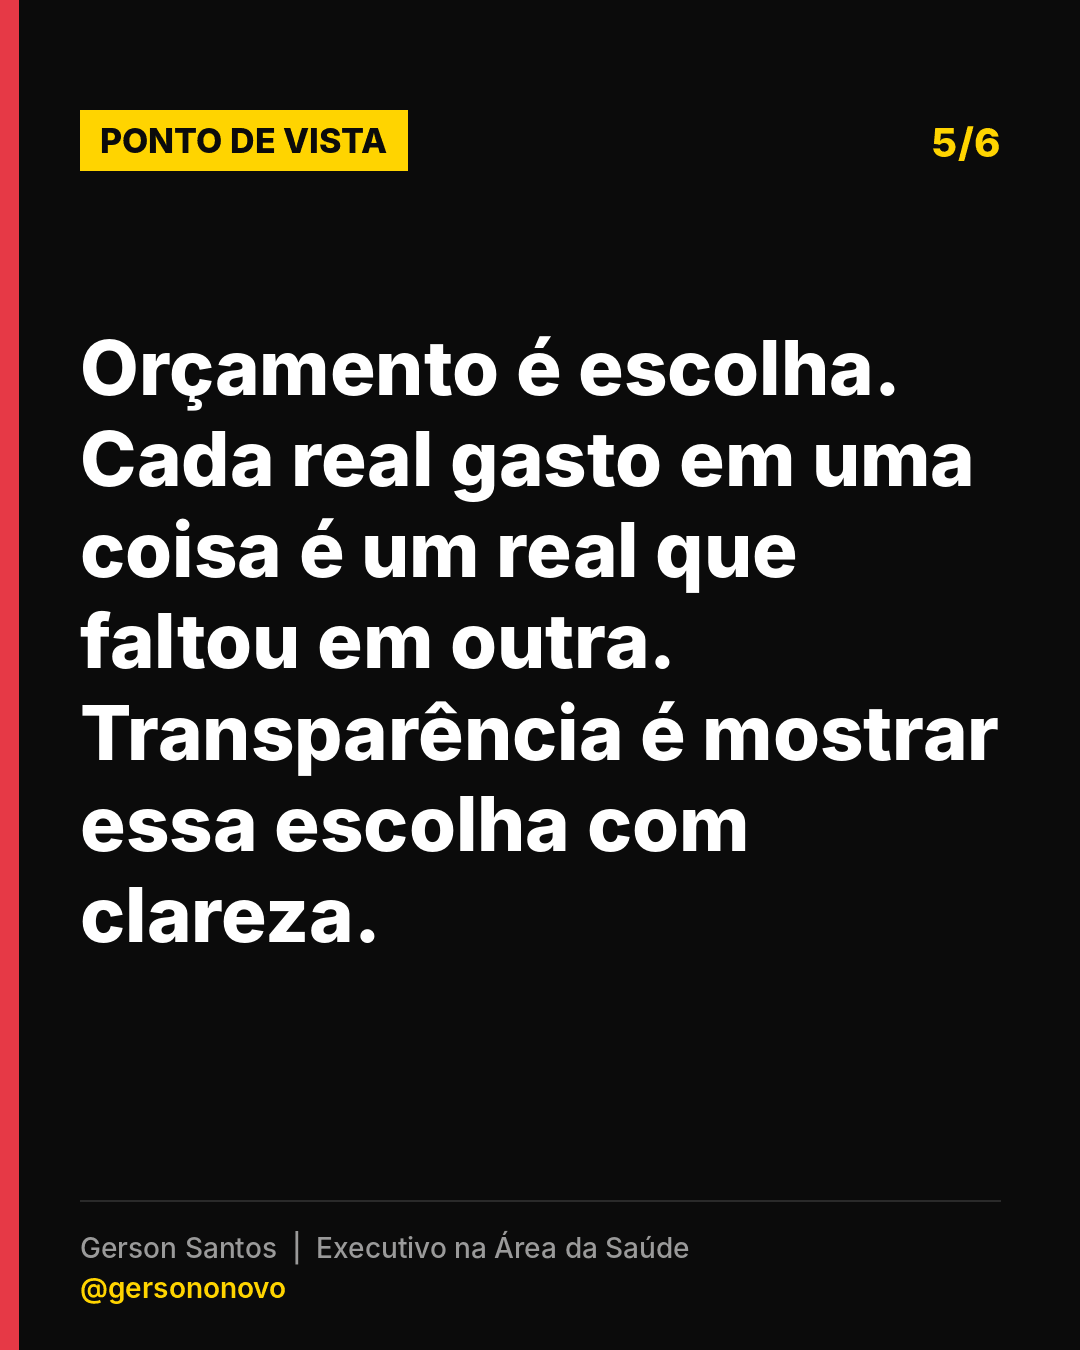 PONTO DE VISTA
5/6
Orçamento é escolha.
Cada real gasto em uma
coisa é um real que
faltou em outra.
Transparência é mostrar
essa escolha com
clareza.
Gerson Santos | Executivo na Área da Saúde
@gersononovo